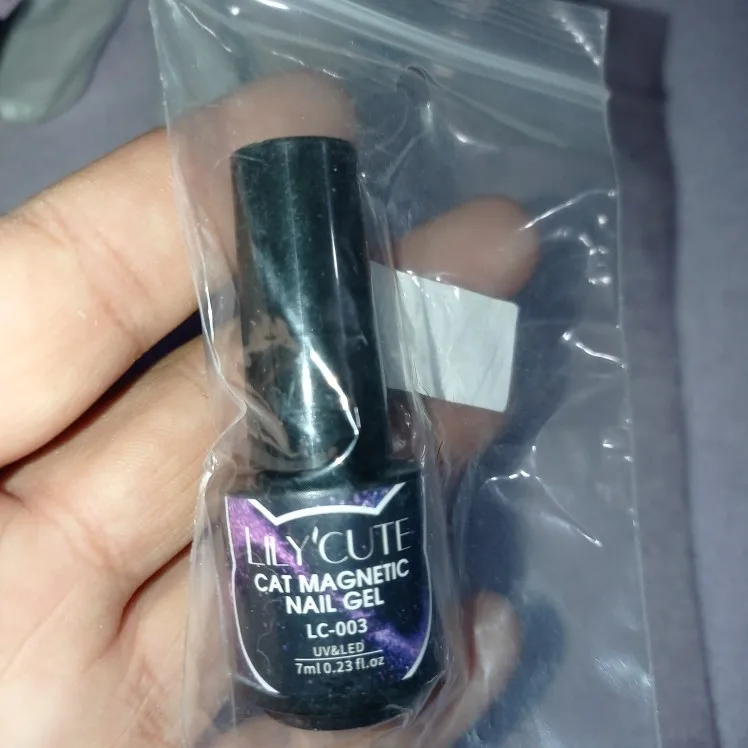 LILY'CUTE
CAT MAGNETIC
NAIL GEL
LC-003
UV&LED
7ml 0.23 fl.oz